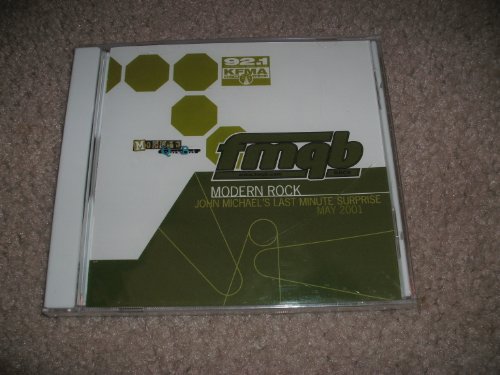 92.1
KFMA
fmqb
MODERN ROCK
JOHN MICHAEL'S LAST MINUTE SURPRISE
MAY 2001